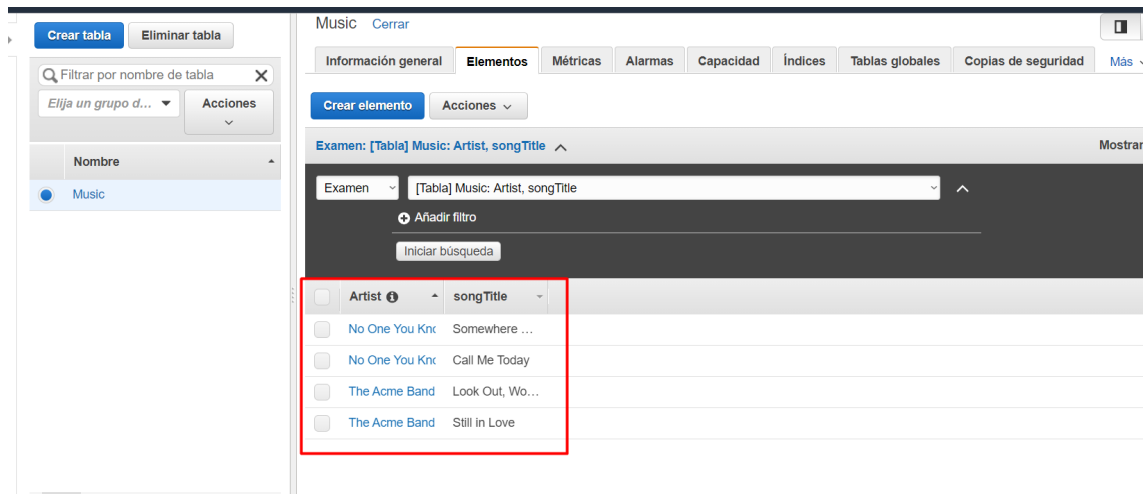 Music Cerrar
Crear tabla Eliminar tabla
Información general Elementos Métricas Alarmas Capacidad Índices Tablas globales Copias de seguridad Más
Filtrar por nombre de tabla
Elija un grupo d... Acciones
Crear elemento Acciones
Examen: [Tabla] Music: Artist, songTitle Mostrar
Nombre
Music
Examen [Tabla] Music: Artist, songTitle
Añadir filtro
Iniciar búsqueda
Artist songTitle
No One You Kno Somewhere ...
No One You Kno Call Me Today
The Acme Band Look Out, Wo...
The Acme Band Still in Love